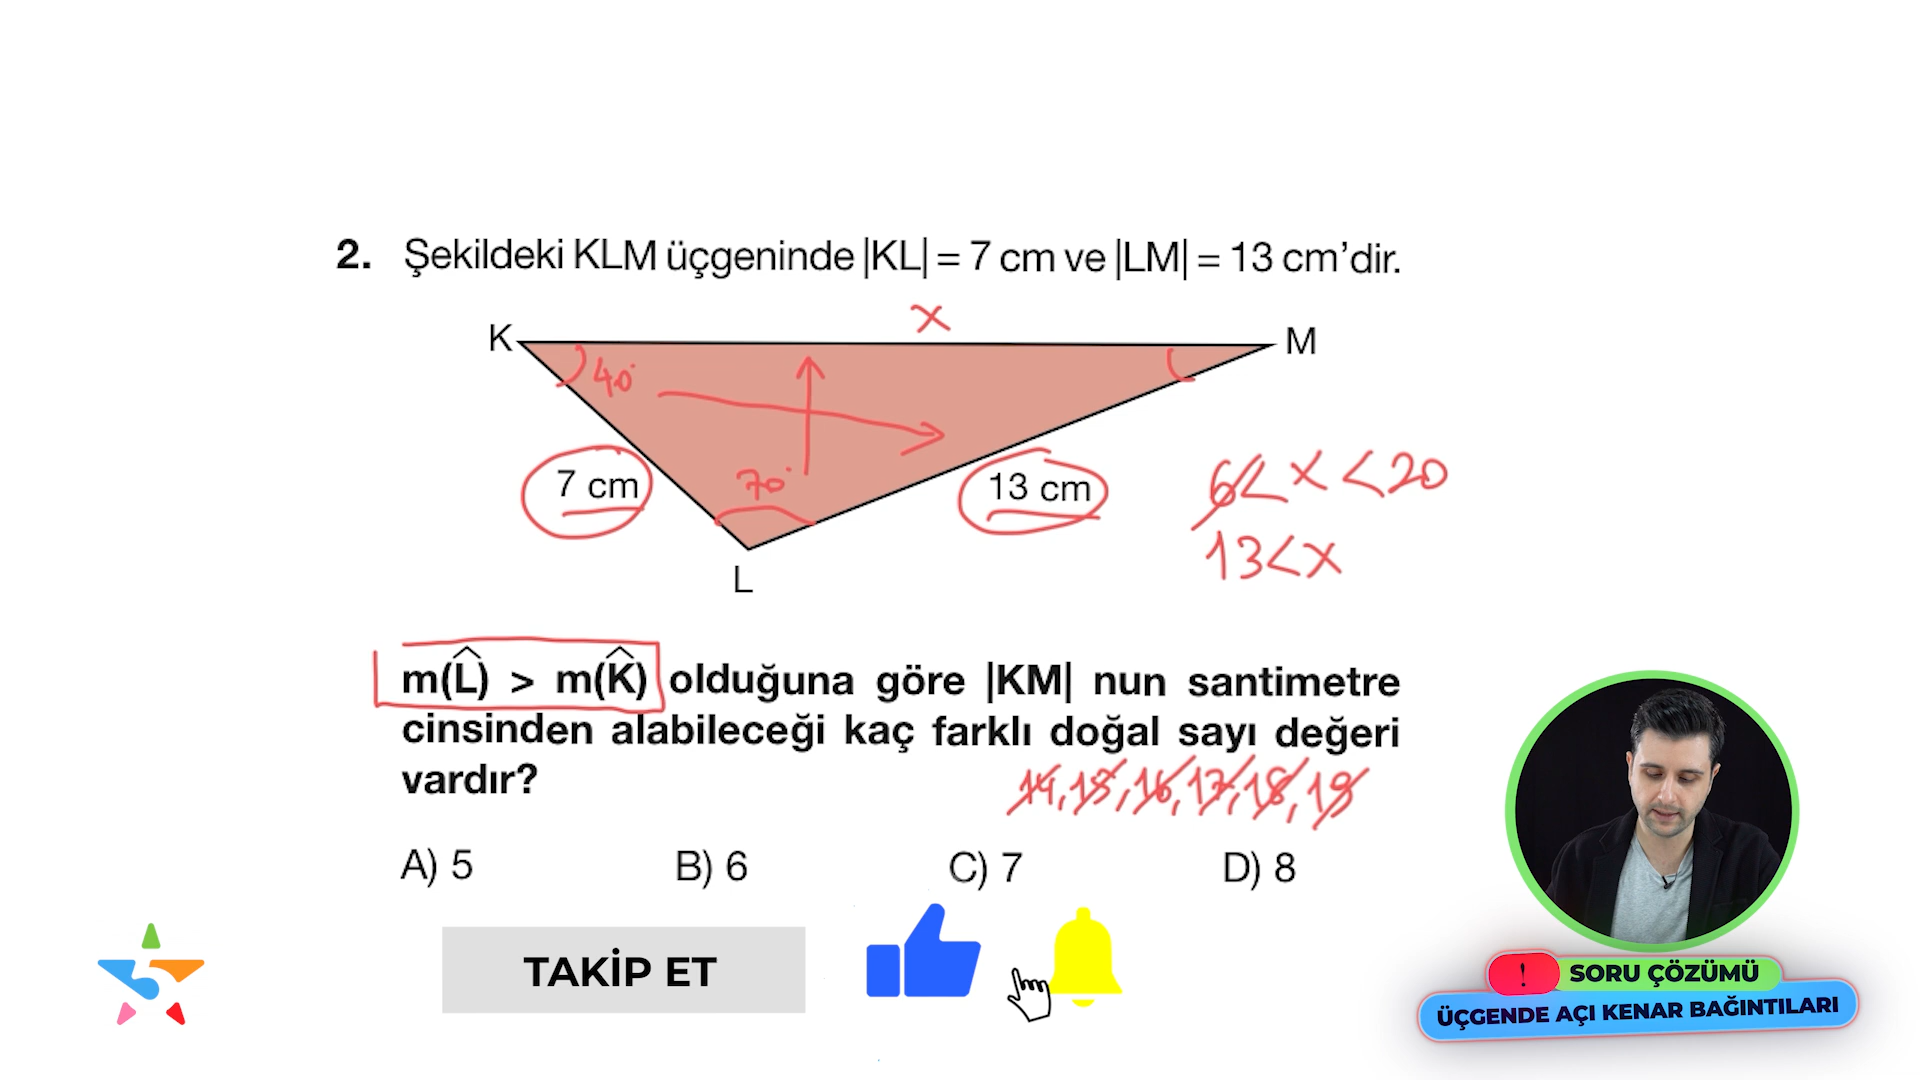 2. Şekildeki KLM üçgeninde |KL| = 7 cm ve |LM| = 13 cm'dir.
x
K
M
40°
70°
7 cm
13 cm
6 < x < 20
13 < x
L
m(L̂) > m(K̂) olduğuna göre |KM| nun santimetre
cinsinden alabileceği kaç farklı doğal sayı değeri
vardır?
14, 15, 16, 17, 18, 19
A) 5 B) 6 C) 7 D) 8
TAKİP ET
5
! SORU ÇÖZÜMÜ
ÜÇGENDE AÇI KENAR BAĞINTILARI